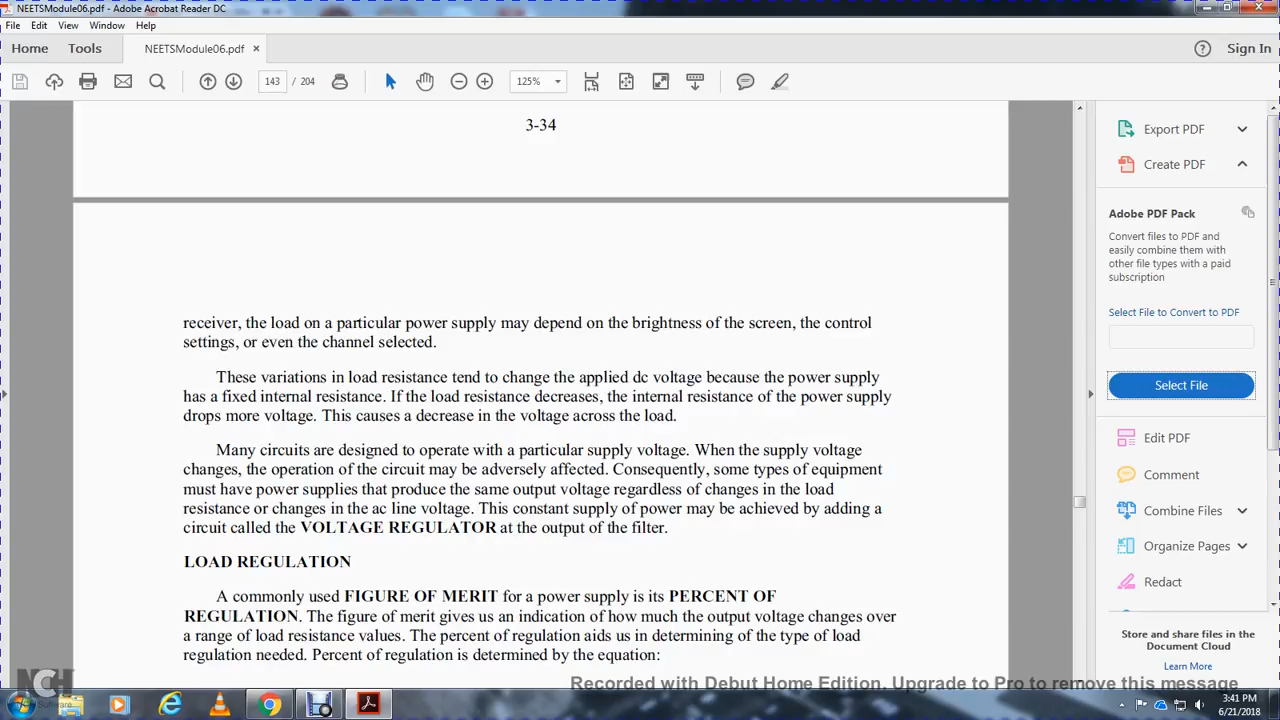 NEETSModule06.pdf - Adobe Acrobat Reader DC
File Edit View Window Help
Home Tools NEETSModule06.pdf × Sign In
143 / 204 125%
3-34
receiver, the load on a particular power supply may depend on the brightness of the screen, the control
settings, or even the channel selected.
These variations in load resistance tend to change the applied dc voltage because the power supply
has a fixed internal resistance. If the load resistance decreases, the internal resistance of the power supply
drops more voltage. This causes a decrease in the voltage across the load.
Many circuits are designed to operate with a particular supply voltage. When the supply voltage
changes, the operation of the circuit may be adversely affected. Consequently, some types of equipment
must have power supplies that produce the same output voltage regardless of changes in the load
resistance or changes in the ac line voltage. This constant supply of power may be achieved by adding a
circuit called the VOLTAGE REGULATOR at the output of the filter.
LOAD REGULATION
A commonly used FIGURE OF MERIT for a power supply is its PERCENT OF
REGULATION. The figure of merit gives us an indication of how much the output voltage changes over
a range of load resistance values. The percent of regulation aids us in determining of the type of load
regulation needed. Percent of regulation is determined by the equation:
Export PDF
Create PDF
Adobe PDF Pack
Convert files to PDF and
easily combine them with
other file types with a paid
subscription
Select File to Convert to PDF
Select File
Edit PDF
Comment
Combine Files
Organize Pages
Redact
Store and share files in the
Document Cloud
Learn More
NCH
Software
Recorded with Debut Home Edition. Upgrade to Pro to remove this message
3:41 PM
6/21/2018